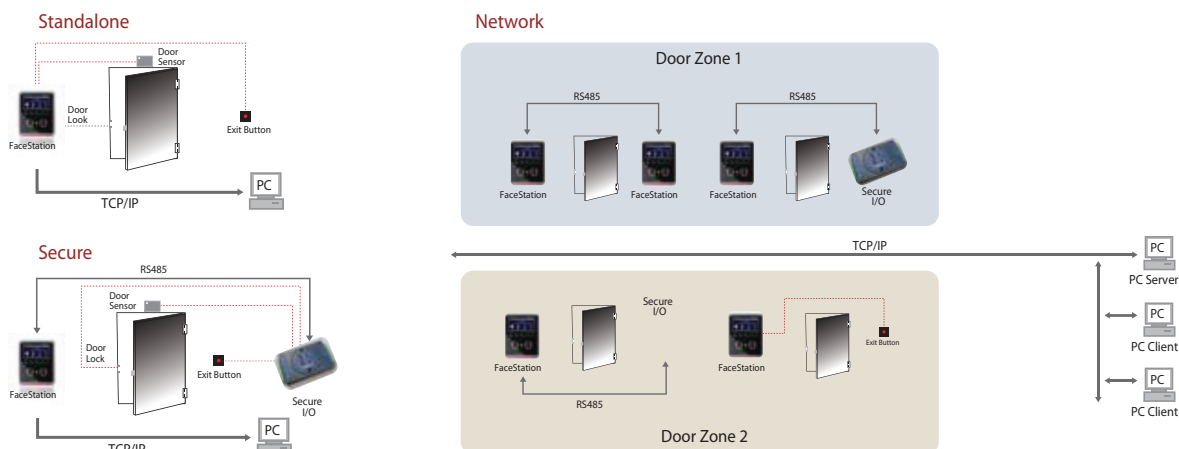 Standalone
Door
Sensor
Door
Look
FaceStation
Exit Button
TCP/IP
PC
Secure
RS485
Door
Sensor
Door
Lock
FaceStation
Exit Button
Secure
I/O
TCP/IP
PC
Network
Door Zone 1
RS485
RS485
FaceStation
FaceStation
FaceStation
Secure
I/O
TCP/IP
PC
PC Server
PC
PC Client
PC
PC Client
Secure
I/O
FaceStation
FaceStation
Exit Button
RS485
Door Zone 2